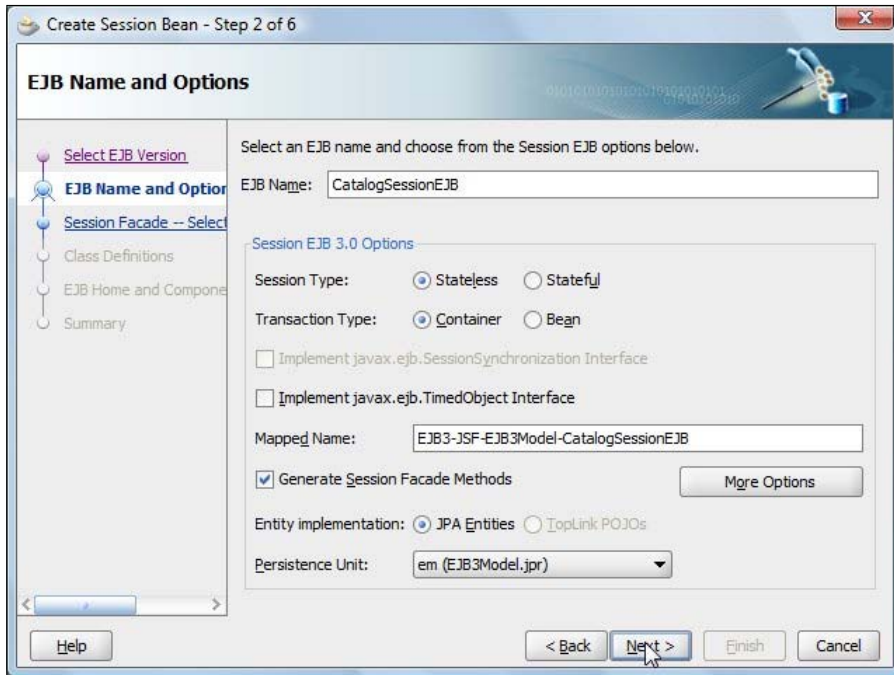 Create Session Bean - Step 2 of 6
EJB Name and Options
Select EJB Version
EJB Name and Option
Session Facade -- Select
Class Definitions
EJB Home and Compone
Summary
Select an EJB name and choose from the Session EJB options below.
EJB Name: CatalogSessionEJB
Session EJB 3.0 Options
Session Type: Stateless Stateful
Transaction Type: Container Bean
Implement javax.ejb.SessionSynchronization Interface
Implement javax.ejb.TimedObject Interface
Mapped Name: EJB3-JSF-EJB3Model-CatalogSessionEJB
Generate Session Facade Methods More Options
Entity implementation: JPA Entities TopLink POJOs
Persistence Unit: em (EJB3Model.jpr)
Help < Back Next > Finish Cancel